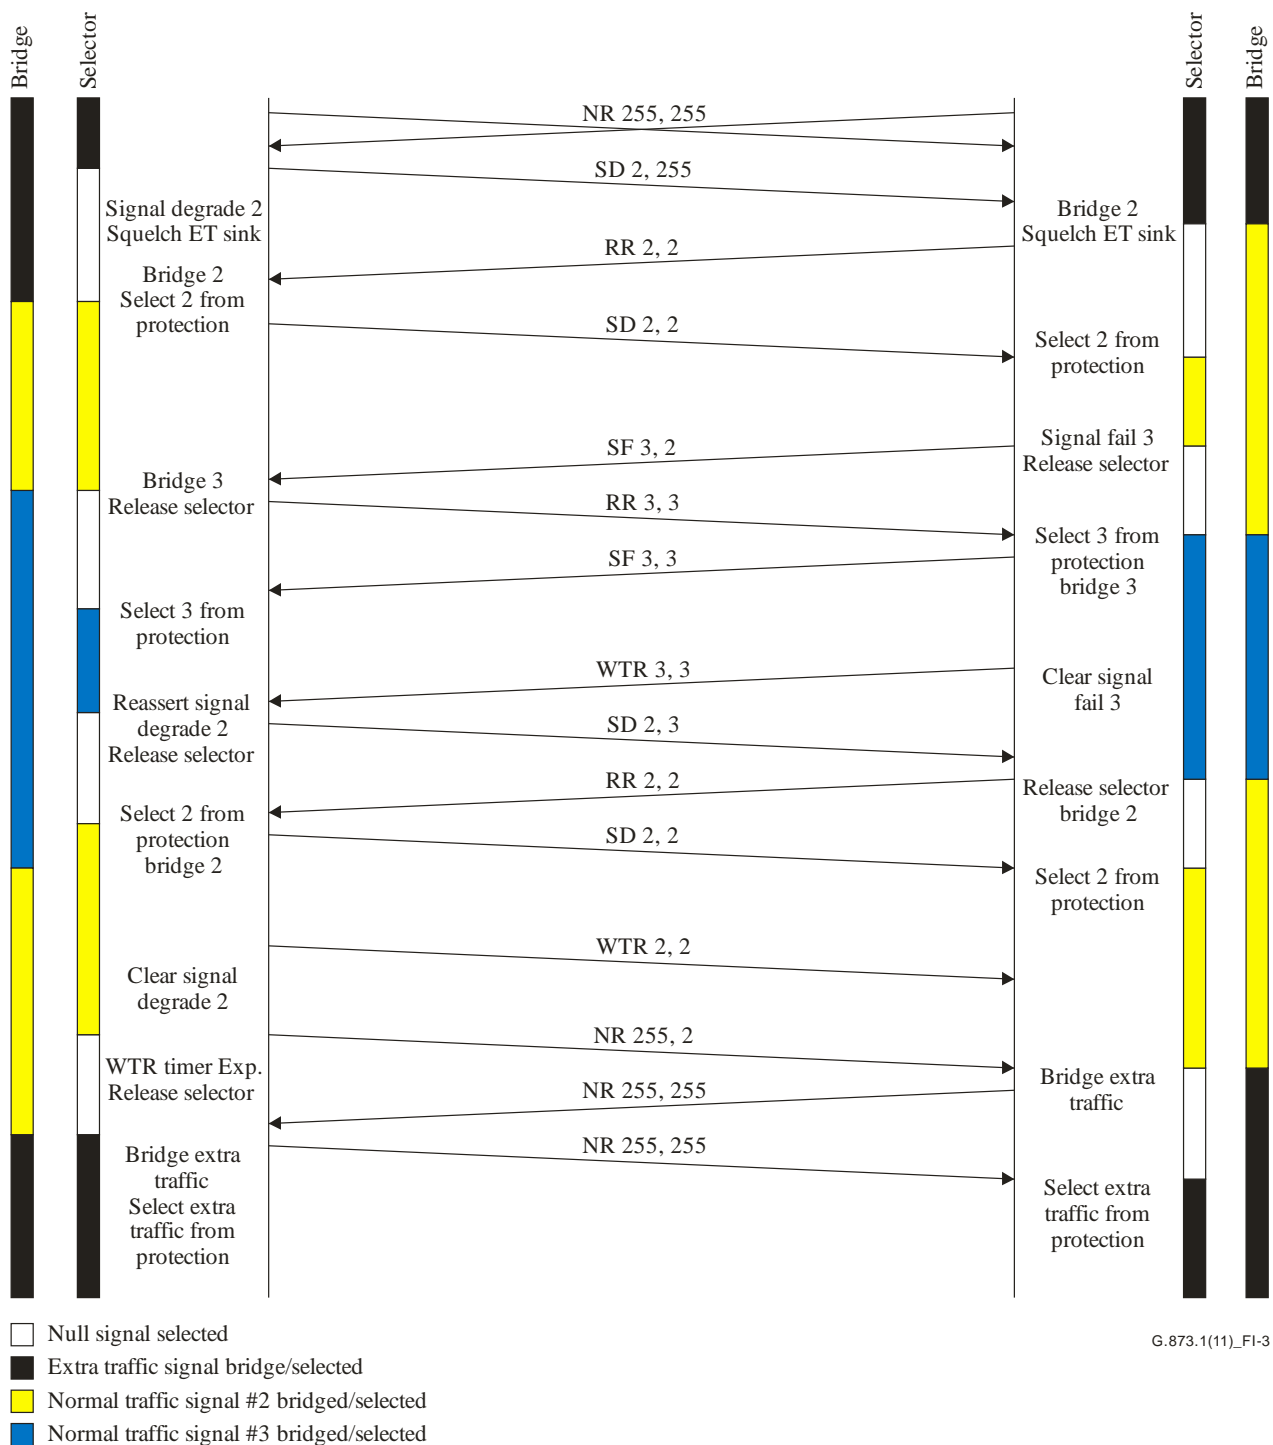 Bridge
Selector
Selector
Bridge
NR 255, 255
SD 2, 255
Signal degrade 2
Squelch ET sink
Bridge 2
Squelch ET sink
RR 2, 2
Bridge 2
Select 2 from
protection
SD 2, 2
Select 2 from
protection
Signal fail 3
Release selector
SF 3, 2
Bridge 3
Release selector
RR 3, 3
Select 3 from
protection
bridge 3
SF 3, 3
Select 3 from
protection
WTR 3, 3
Clear signal
fail 3
Reassert signal
degrade 2
Release selector
SD 2, 3
RR 2, 2
Release selector
bridge 2
Select 2 from
protection
bridge 2
SD 2, 2
Select 2 from
protection
WTR 2, 2
Clear signal
degrade 2
NR 255, 2
WTR timer Exp.
Release selector
Bridge extra
traffic
NR 255, 255
NR 255, 255
Bridge extra
traffic
Select extra
traffic from
protection
Select extra
traffic from
protection
Null signal selected
G.873.1(11)_FI-3
Extra traffic signal bridge/selected
Normal traffic signal #2 bridged/selected
Normal traffic signal #3 bridged/selected